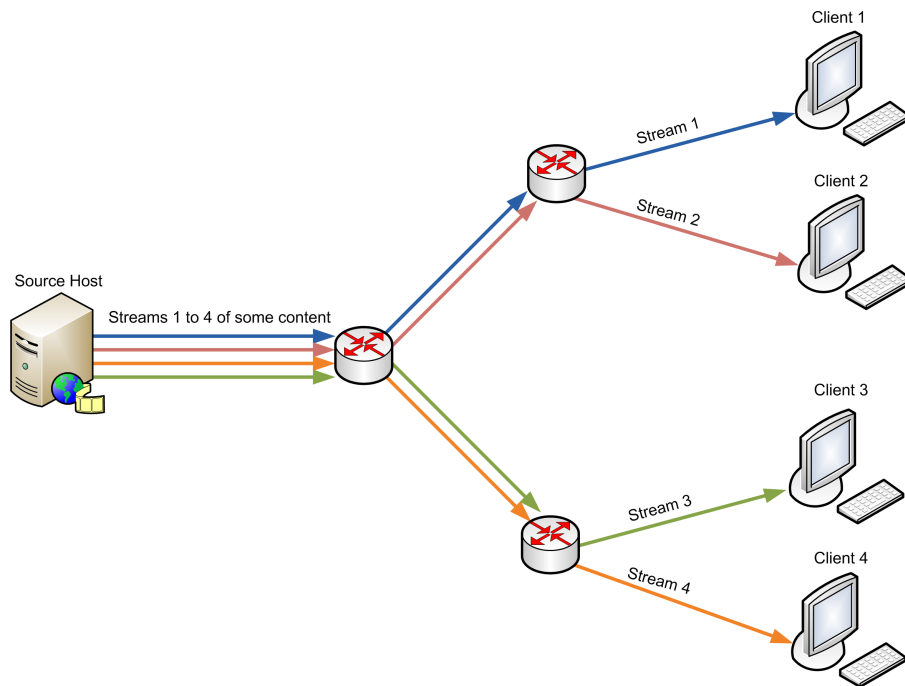 Client 1
Stream 1
Client 2
Stream 2
Source Host
Streams 1 to 4 of some content
Client 3
Stream 3
Client 4
Stream 4